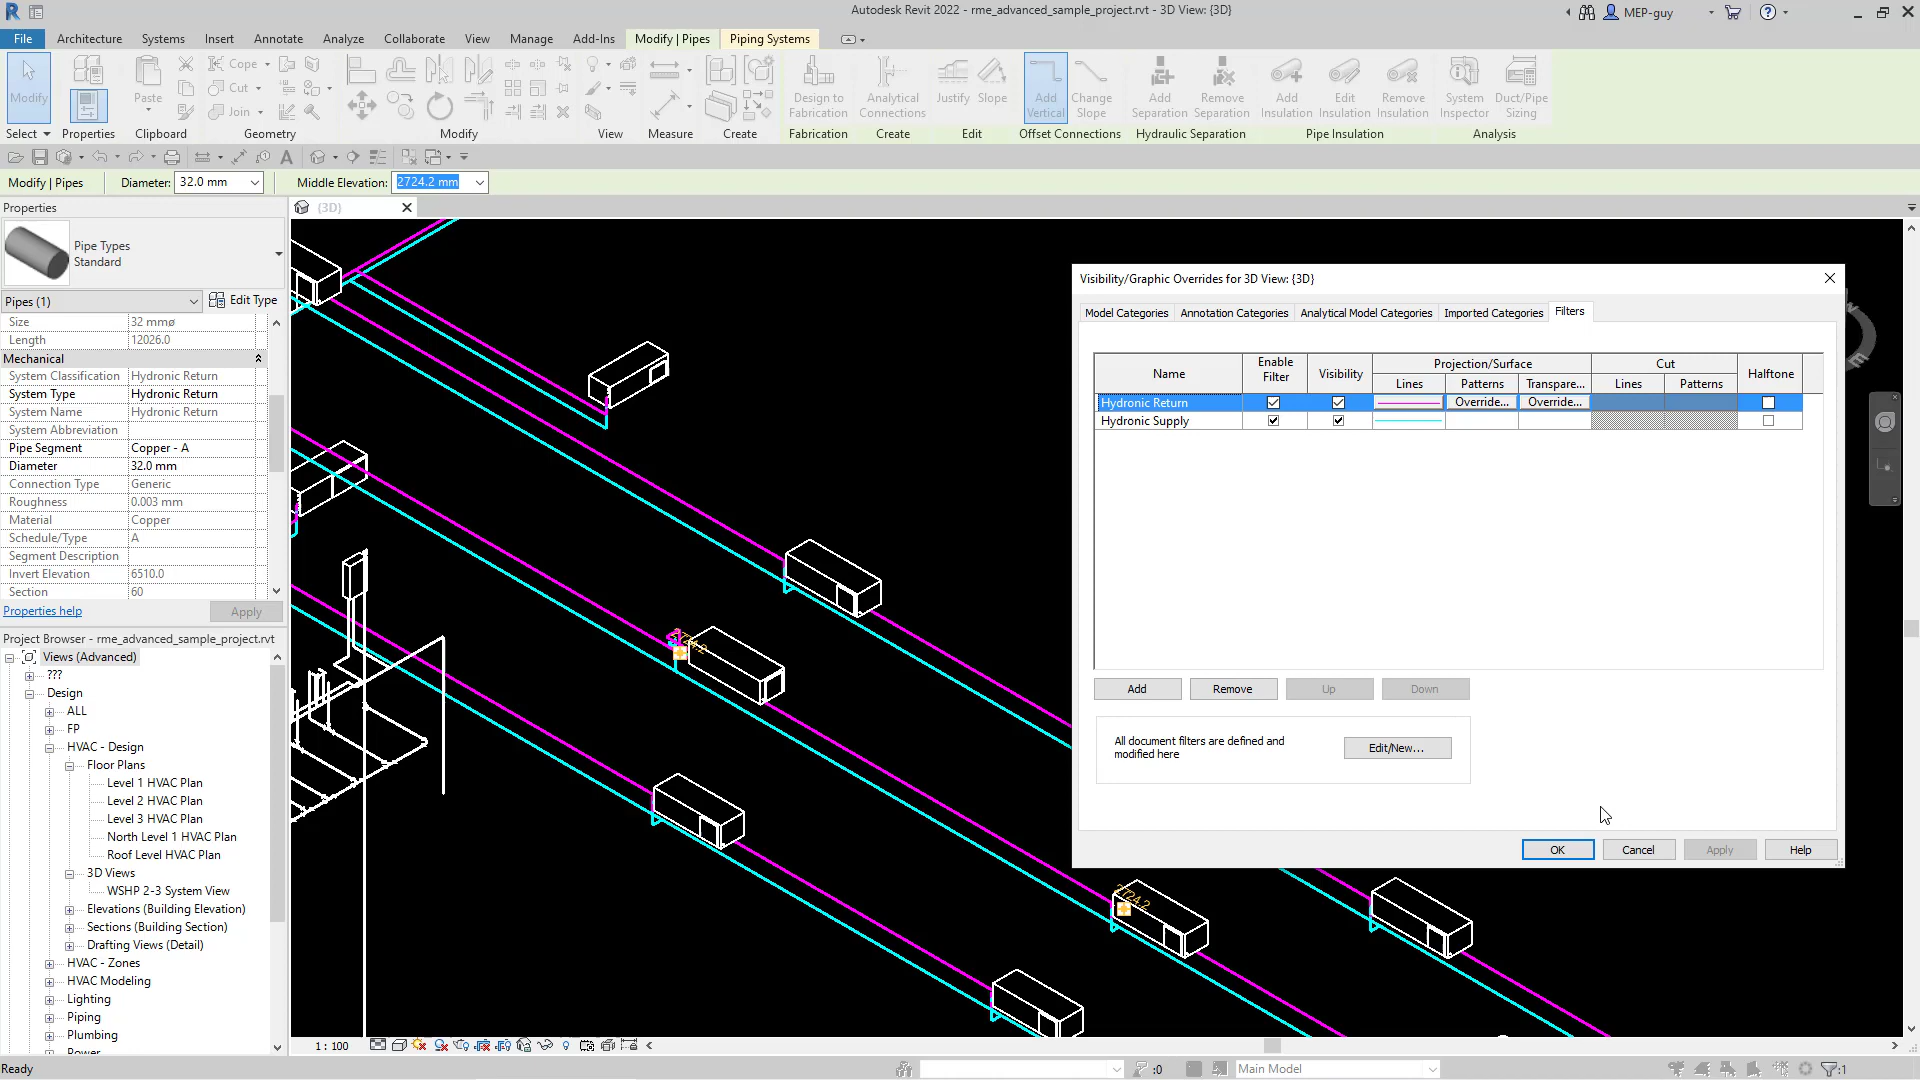 Autodesk Revit 2022 - rme_advanced_sample_project.rvt - 3D View: {3D}
MEP-guy
File Architecture Systems Insert Annotate Analyze Collaborate View Manage Add-Ins Modify | Pipes Piping Systems
Modify
Paste
Cope
Cut
Join
Design to Fabrication
Analytical Connections
Justify
Slope
Add Vertical
Change Slope
Add Separation
Remove Separation
Add Insulation
Edit Insulation
Remove Insulation
System Inspector
Duct/Pipe Sizing
Select Properties Clipboard Geometry Modify View Measure Create Fabrication Create Edit Offset Connections Hydraulic Separation Pipe Insulation Analysis
Modify | Pipes Diameter: 32.0 mm Middle Elevation: 2724.2 mm
Properties
{3D}
Pipe Types
Standard
Pipes (1) Edit Type
Size 32 mmø
Length 12026.0
Mechanical
System Classification Hydronic Return
System Type Hydronic Return
System Name Hydronic Return
System Abbreviation
Pipe Segment Copper - A
Diameter 32.0 mm
Connection Type Generic
Roughness 0.003 mm
Material Copper
Schedule/Type A
Segment Description
Invert Elevation 6510.0
Section 60
Properties help Apply
Project Browser - rme_advanced_sample_project.rvt
Views (Advanced)
???
Design
ALL
FP
HVAC - Design
Floor Plans
Level 1 HVAC Plan
Level 2 HVAC Plan
Level 3 HVAC Plan
North Level 1 HVAC Plan
Roof Level HVAC Plan
3D Views
WSHP 2-3 System View
Elevations (Building Elevation)
Sections (Building Section)
Drafting Views (Detail)
HVAC - Zones
HVAC Modeling
Lighting
Piping
Plumbing
Power
2724.2
Visibility/Graphic Overrides for 3D View: {3D}
Model Categories Annotation Categories Analytical Model Categories Imported Categories Filters
Name Enable Filter Visibility Projection/Surface Cut Halftone
Lines Patterns Transpare... Lines Patterns
Hydronic Return Override... Override...
Hydronic Supply
Add Remove Up Down
All document filters are defined and
modified here
Edit/New...
OK Cancel Apply Help
1 : 100
Ready
:0
Main Model
:1